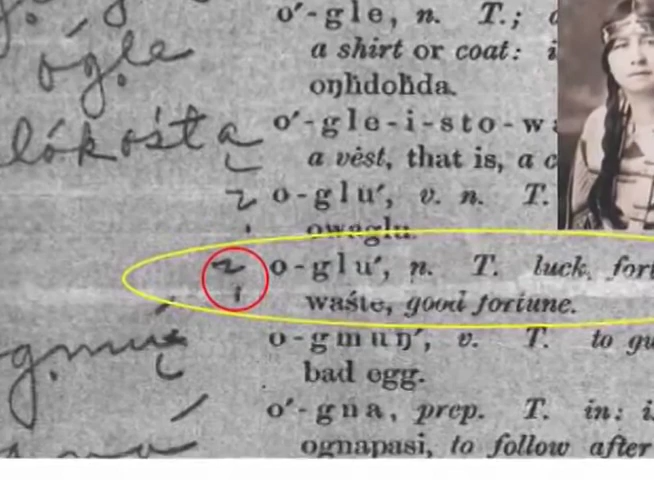 o′-gle, n. T.;
ógle
a shirt or coat:
oŋhdohda.
o′-gle-i-sto-w
a vest, that is, a c
o-glu′, v. n. T.
owaglu.
o-glu′, n. T. luck, fort
waśte, good fortune.
o-gmuŋ′, v. T. to gu
bad egg.
o′-gna, prep. T. in: i
ognapasi, to follow after